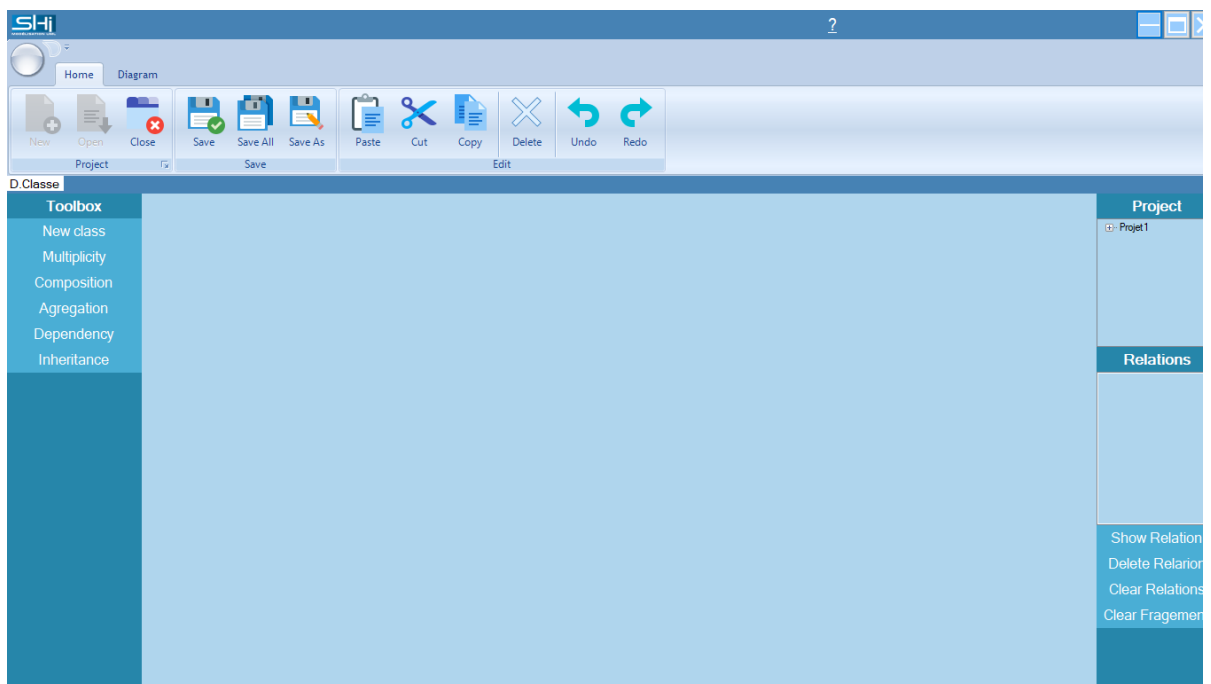 SHi
?
Home Diagram
New Open Close Save Save All Save As Paste Cut Copy Delete Undo Redo
Project Save Edit
D.Classe
Toolbox
New class
Multiplicity
Composition
Agregation
Dependency
Inheritance
Project
Projet1
Relations
Show Relation
Delete Relarion
Clear Relations
Clear Fragemen